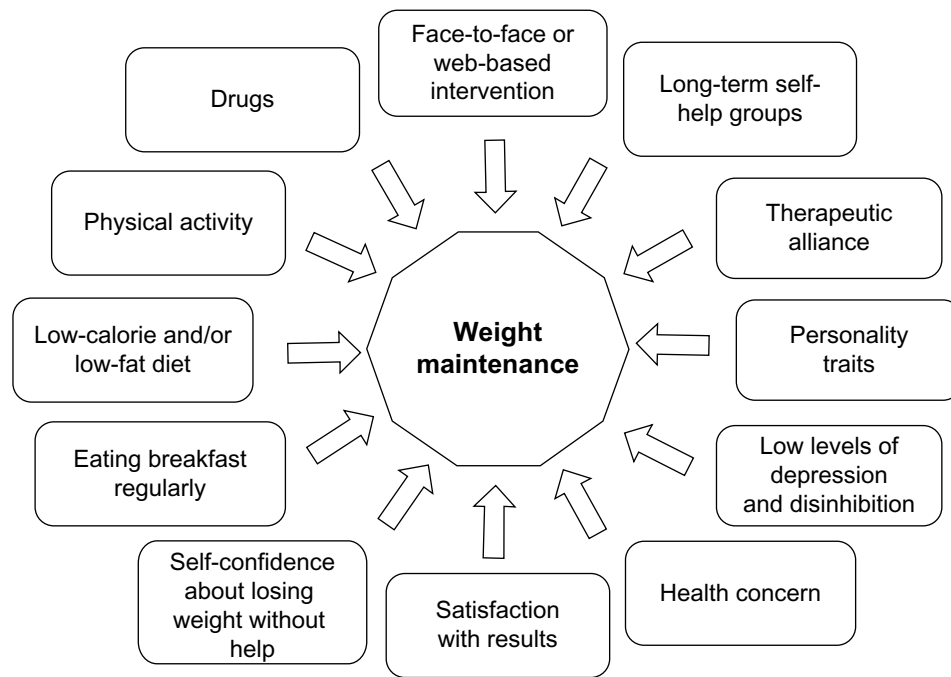 Face-to-face or
web-based
intervention
Drugs
Long-term self-
help groups
Physical activity
Therapeutic
alliance
Low-calorie and/or
low-fat diet
Weight
maintenance
Personality
traits
Eating breakfast
regularly
Low levels of
depression
and disinhibition
Self-confidence
about losing
weight without
help
Satisfaction
with results
Health concern